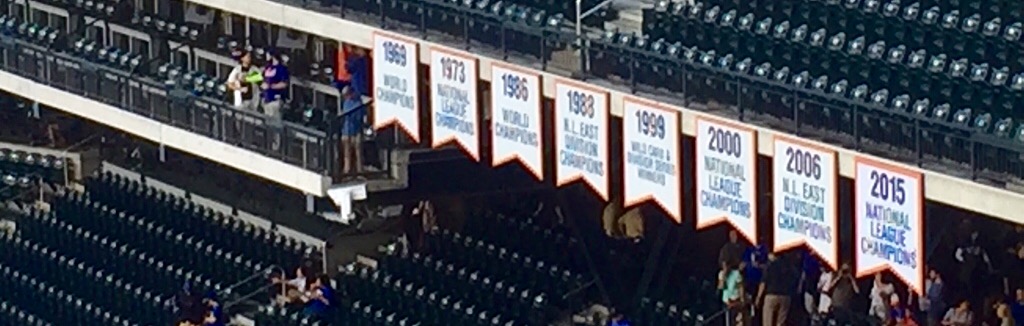 1969
WORLD
CHAMPIONS
1973
NATIONAL
LEAGUE
CHAMPIONS
1986
WORLD
CHAMPIONS
1988
N.L. EAST
DIVISION
CHAMPIONS
1999
WILD CARD &
DIVISION SERIES
WINNERS
2000
NATIONAL
LEAGUE
CHAMPIONS
2006
N.L. EAST
DIVISION
CHAMPIONS
2015
NATIONAL
LEAGUE
CHAMPIONS